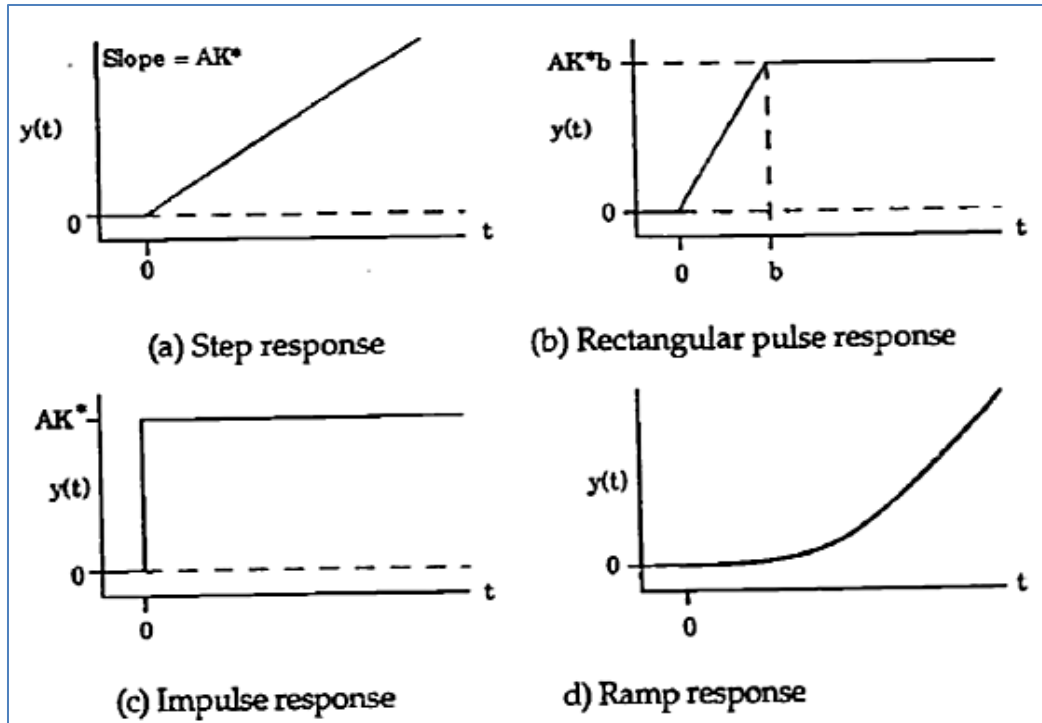 Slope = AK*
y(t)
0
t
0
(a) Step response
AK*b
y(t)
0
t
0 b
(b) Rectangular pulse response
AK*
y(t)
0
t
0
(c) Impulse response
y(t)
0
t
0
d) Ramp response